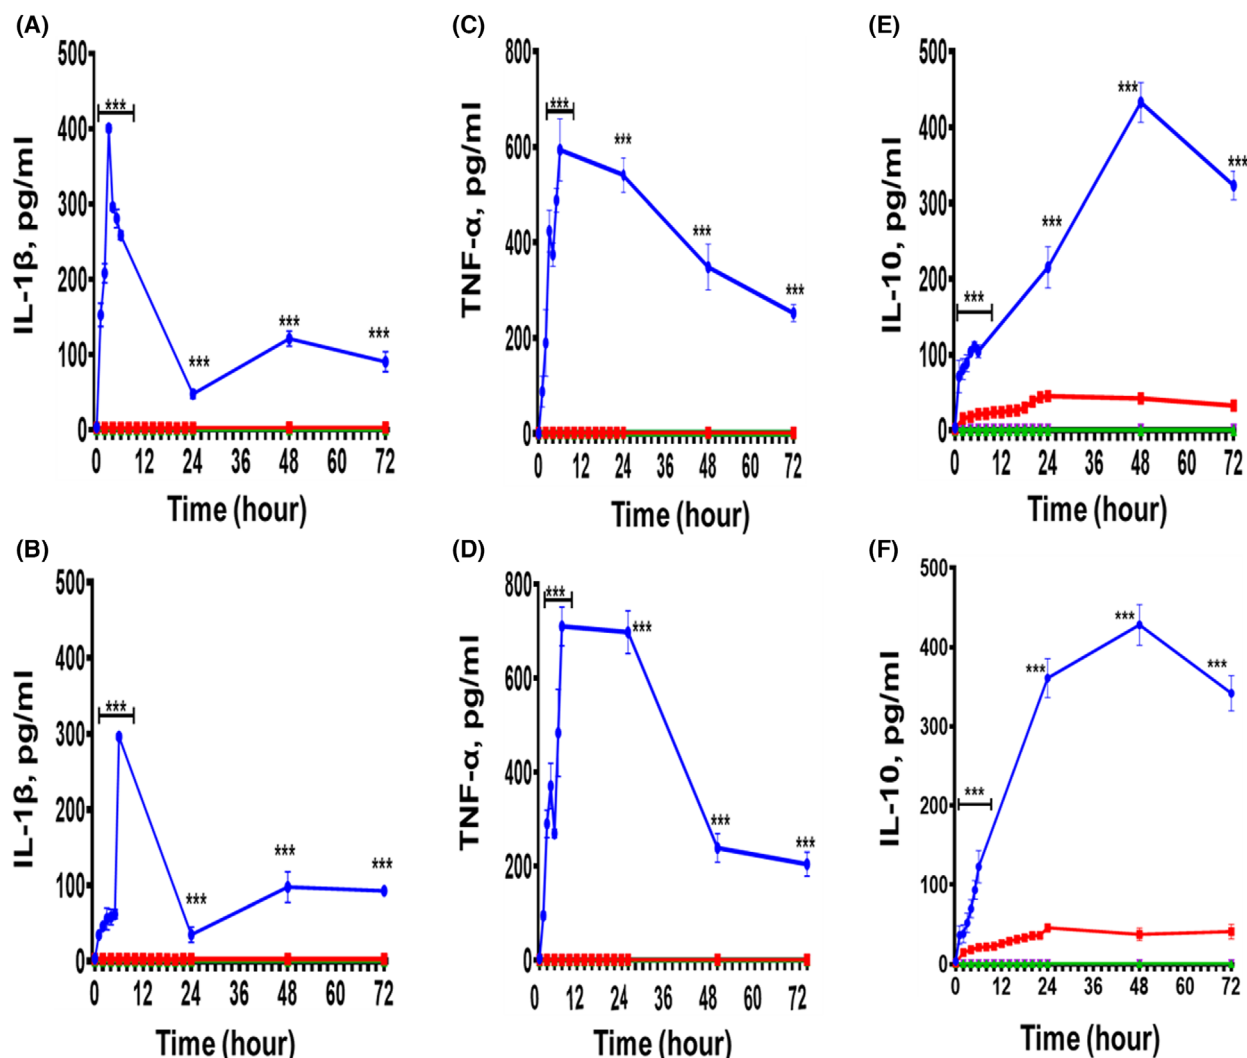 (A)
500
400
300
200
100
0
IL-1β, pg/ml
***
***
***
***
0 12 24 36 48 60 72
Time (hour)
(C)
800
600
400
200
0
TNF-α, pg/ml
***
***
***
***
0 12 24 36 48 60 72
Time (hour)
(E)
500
400
300
200
100
0
IL-10, pg/ml
***
***
***
***
0 12 24 36 48 60 72
Time (hour)
(B)
500
400
300
200
100
0
IL-1β, pg/ml
***
***
***
***
0 12 24 36 48 60 72
Time (hour)
(D)
800
600
400
200
0
TNF-α, pg/ml
***
***
***
***
0 12 24 36 48 60 72
Time (hour)
(F)
500
400
300
200
100
0
IL-10, pg/ml
***
***
***
***
0 12 24 36 48 60 72
Time (hour)